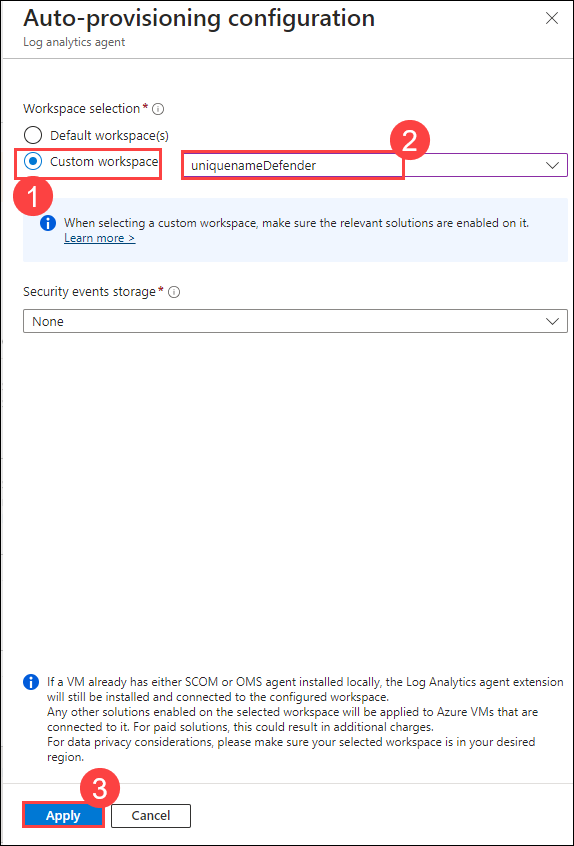 Auto-provisioning configuration
Log analytics agent
Workspace selection*
Default workspace(s)
Custom workspace uniquenameDefender 2
1
When selecting a custom workspace, make sure the relevant solutions are enabled on it.
Learn more >
Security events storage*
None
If a VM already has either SCOM or OMS agent installed locally, the Log Analytics agent extension
will still be installed and connected to the configured workspace.
Any other solutions enabled on the selected workspace will be applied to Azure VMs that are
connected to it. For paid solutions, this could result in additional charges.
For data privacy considerations, please make sure your selected workspace is in your desired
region.
3
Apply Cancel